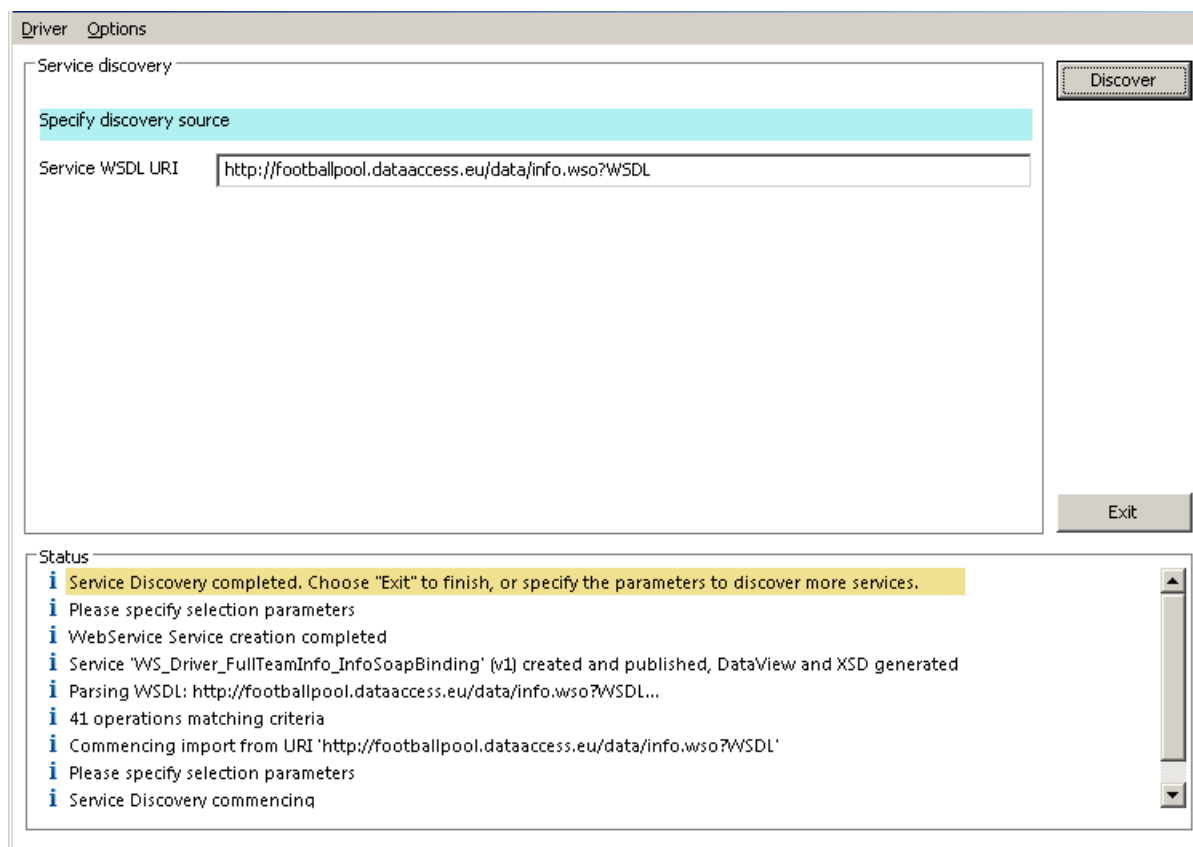 Driver Options
Service discovery
Discover
Specify discovery source
Service WSDL URI http://footballpool.dataaccess.eu/data/info.wso?WSDL
Exit
Status
i Service Discovery completed. Choose "Exit" to finish, or specify the parameters to discover more services.
i Please specify selection parameters
i WebService Service creation completed
i Service 'WS_Driver_FullTeamInfo_InfoSoapBinding' (v1) created and published, DataView and XSD generated
i Parsing WSDL: http://footballpool.dataaccess.eu/data/info.wso?WSDL...
i 41 operations matching criteria
i Commencing import from URI 'http://footballpool.dataaccess.eu/data/info.wso?WSDL'
i Please specify selection parameters
i Service Discovery commencing